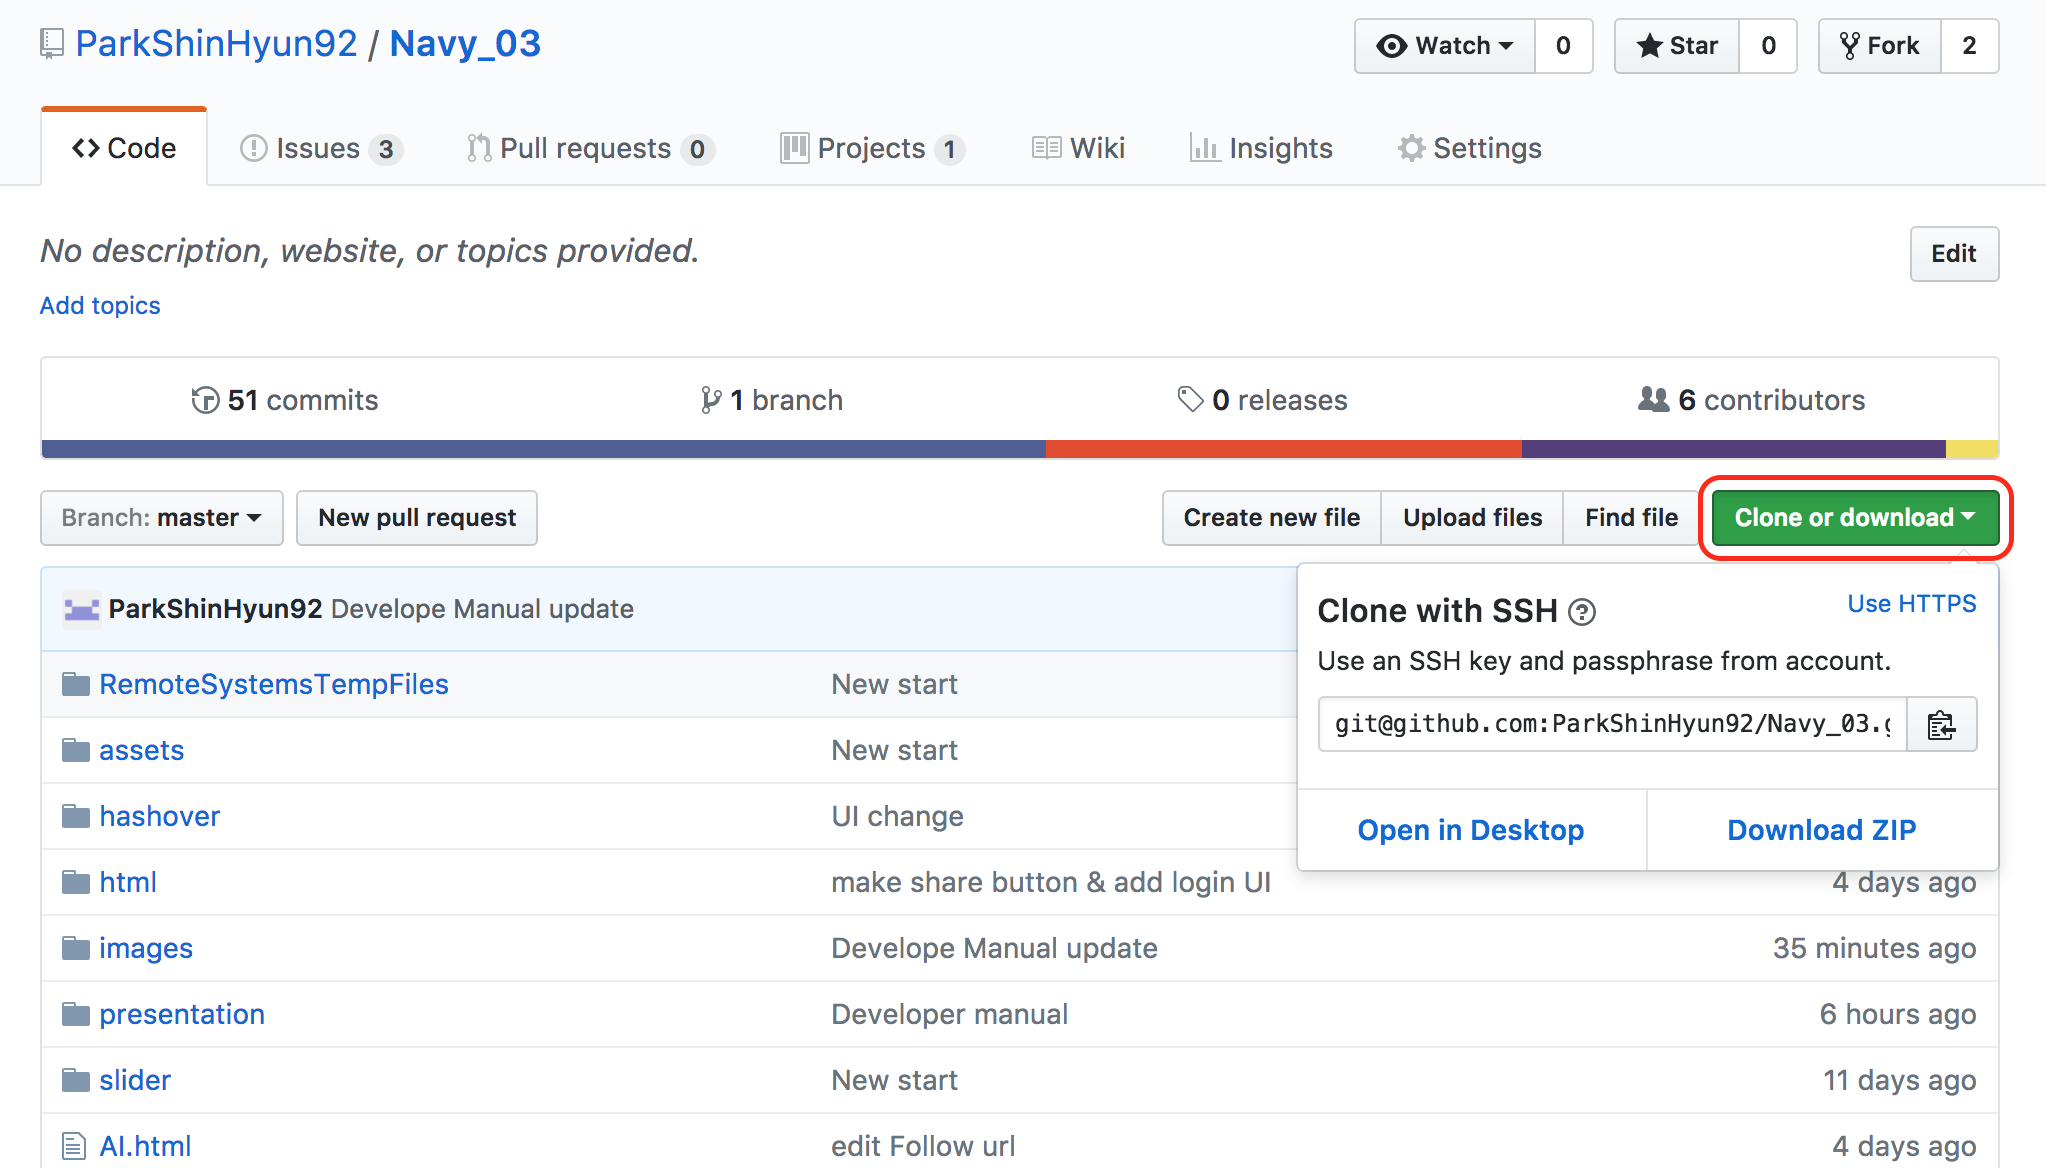 ParkShinHyun92 / Navy_03
Watch 0 Star 0 Fork 2
Code Issues 3 Pull requests 0 Projects 1 Wiki Insights Settings
No description, website, or topics provided.
Edit
Add topics
51 commits 1 branch 0 releases 6 contributors
Branch: master New pull request Create new file Upload files Find file Clone or download
ParkShinHyun92 Develope Manual update
Clone with SSH ? Use HTTPS
Use an SSH key and passphrase from account.
git@github.com:ParkShinHyun92/Navy_03.g
Open in Desktop Download ZIP
RemoteSystemsTempFiles New start
assets New start
hashover UI change
html make share button & add login UI 4 days ago
images Develope Manual update 35 minutes ago
presentation Developer manual 6 hours ago
slider New start 11 days ago
AI.html edit Follow url 4 days ago